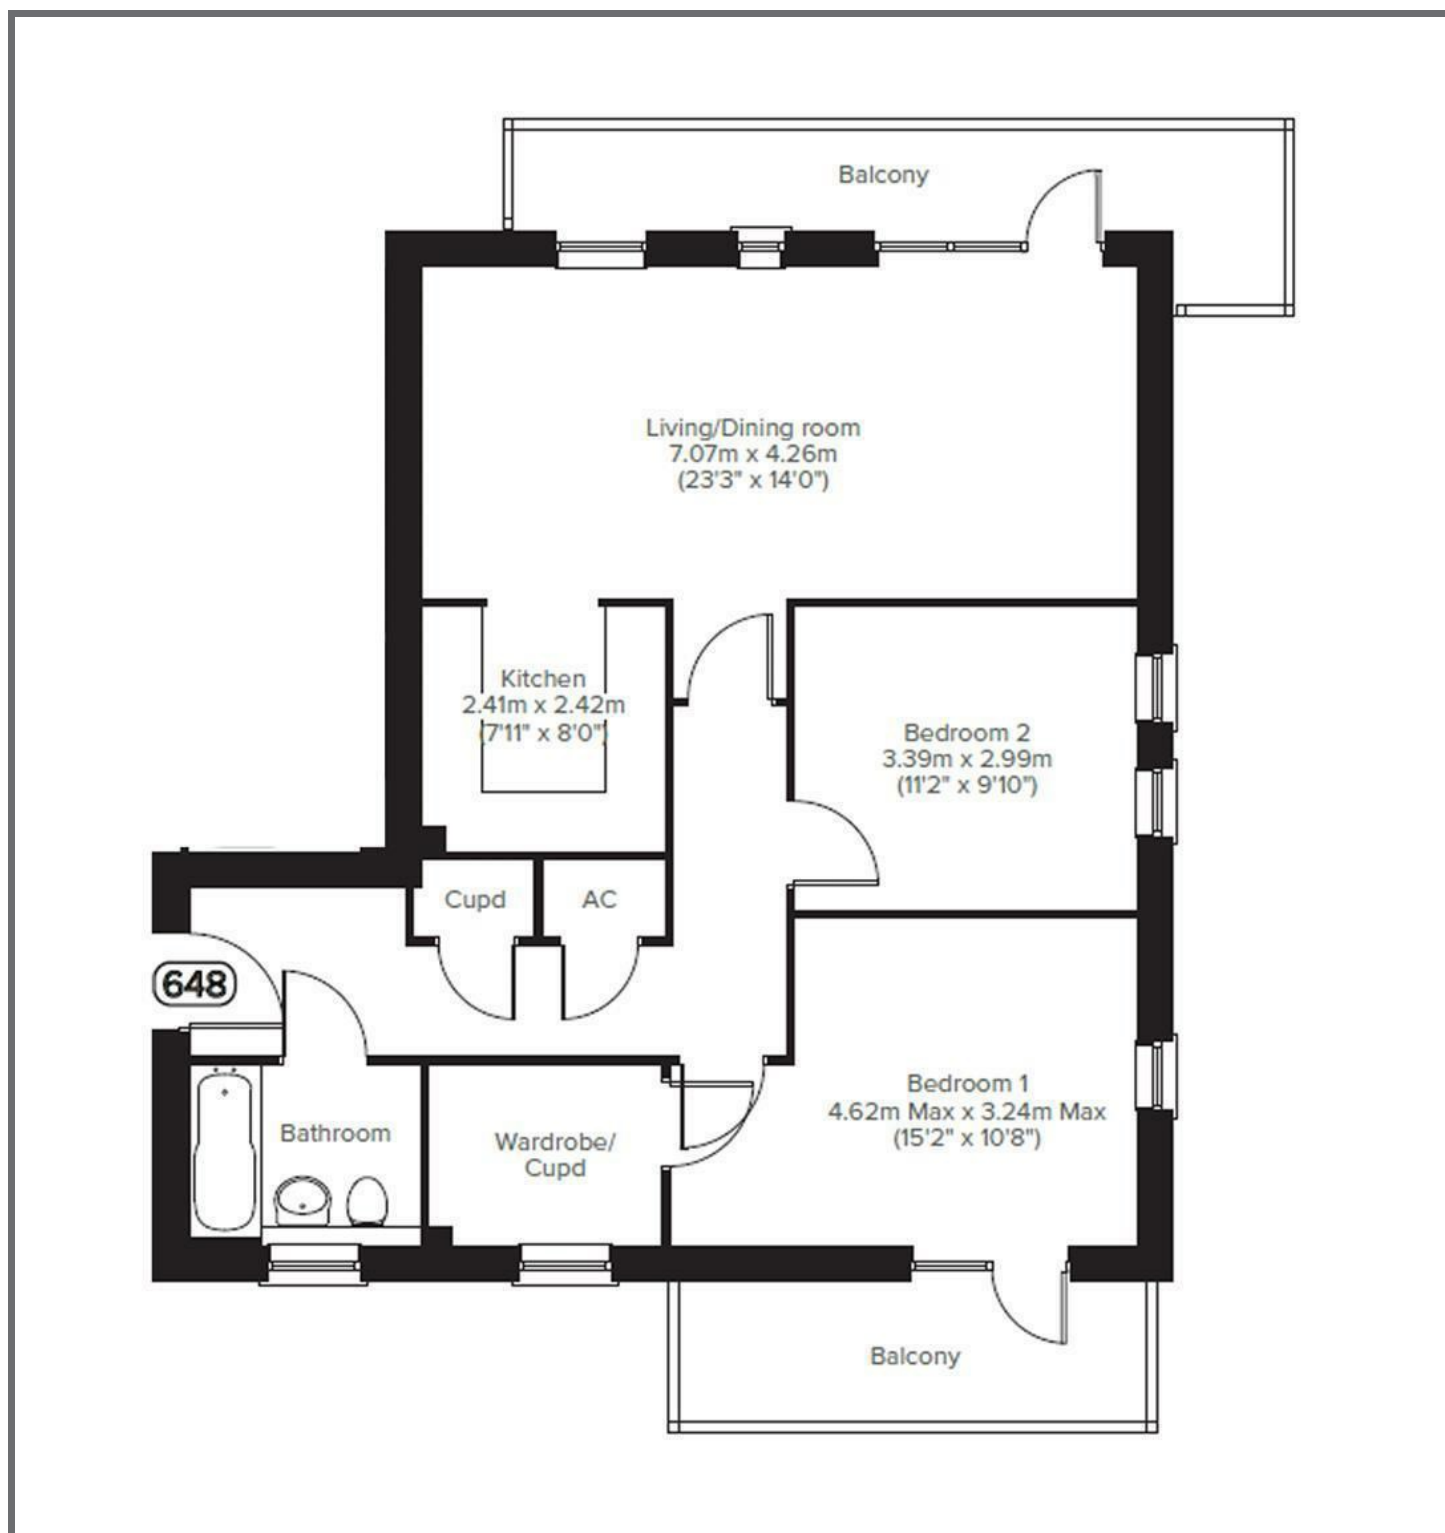 Balcony
Living/Dining room
7.07m x 4.26m
(23'3" x 14'0")
Kitchen
2.41m x 2.42m
(7'11" x 8'0")
Bedroom 2
3.39m x 2.99m
(11'2" x 9'10")
Cupd
AC
648
Bedroom 1
4.62m Max x 3.24m Max
(15'2" x 10'8")
Bathroom
Wardrobe/
Cupd
Balcony